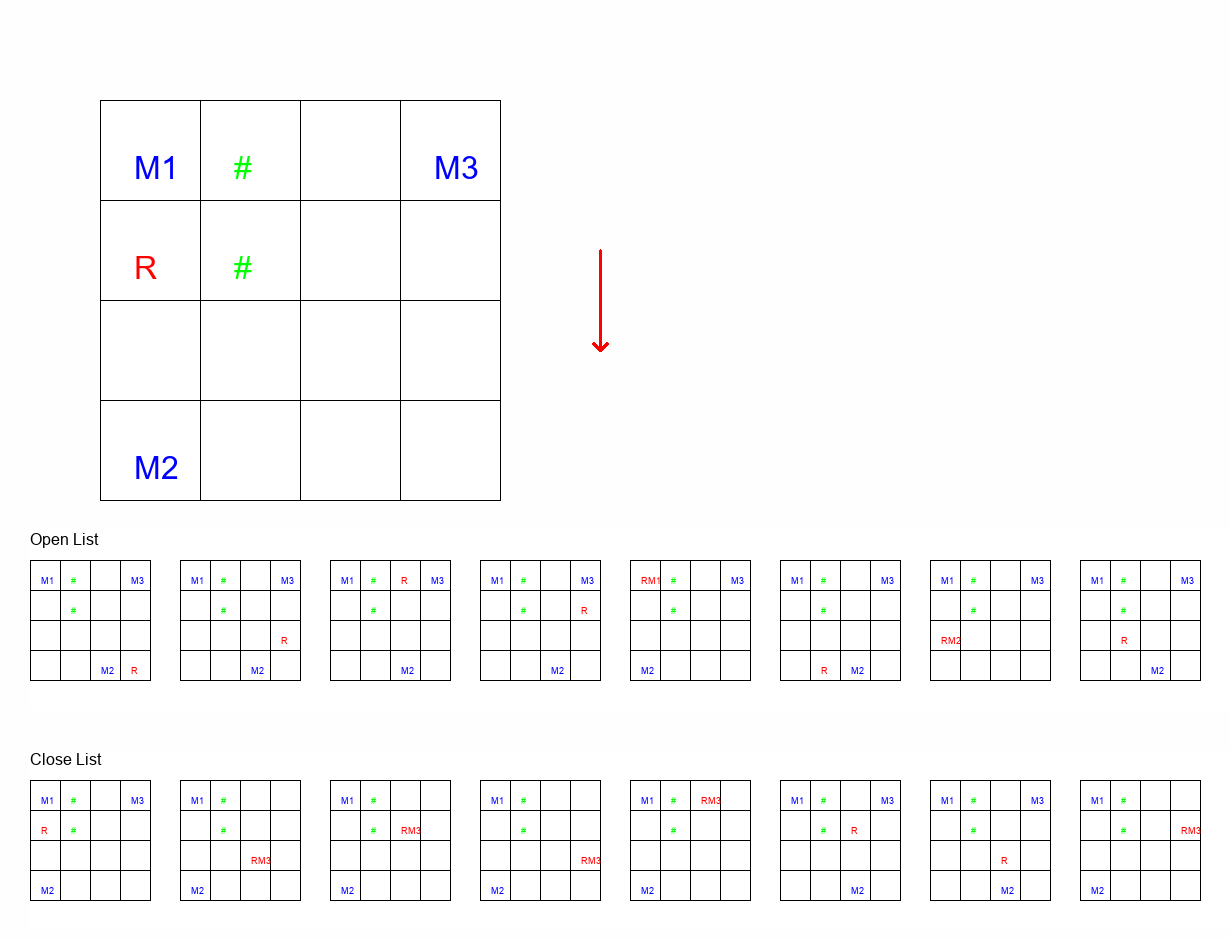 M1 # M3
R #
M2
Open List
M1 # M3 M1 # M3 M1 # R M3 M1 # M3 RM1 # M3 M1 # M3 M1 # M3 M1 # M3
# # # # R # # # #
R RM2 R
M2 R M2 M2 M2 M2 R M2 M2
Close List
M1 # M3 M1 # M1 # M1 # M1 # RM3 M1 # M3 M1 # M3 M1 #
R # # # RM3 # # # R # # RM3
RM3 RM3 R
M2 M2 M2 M2 M2 M2 M2 M2